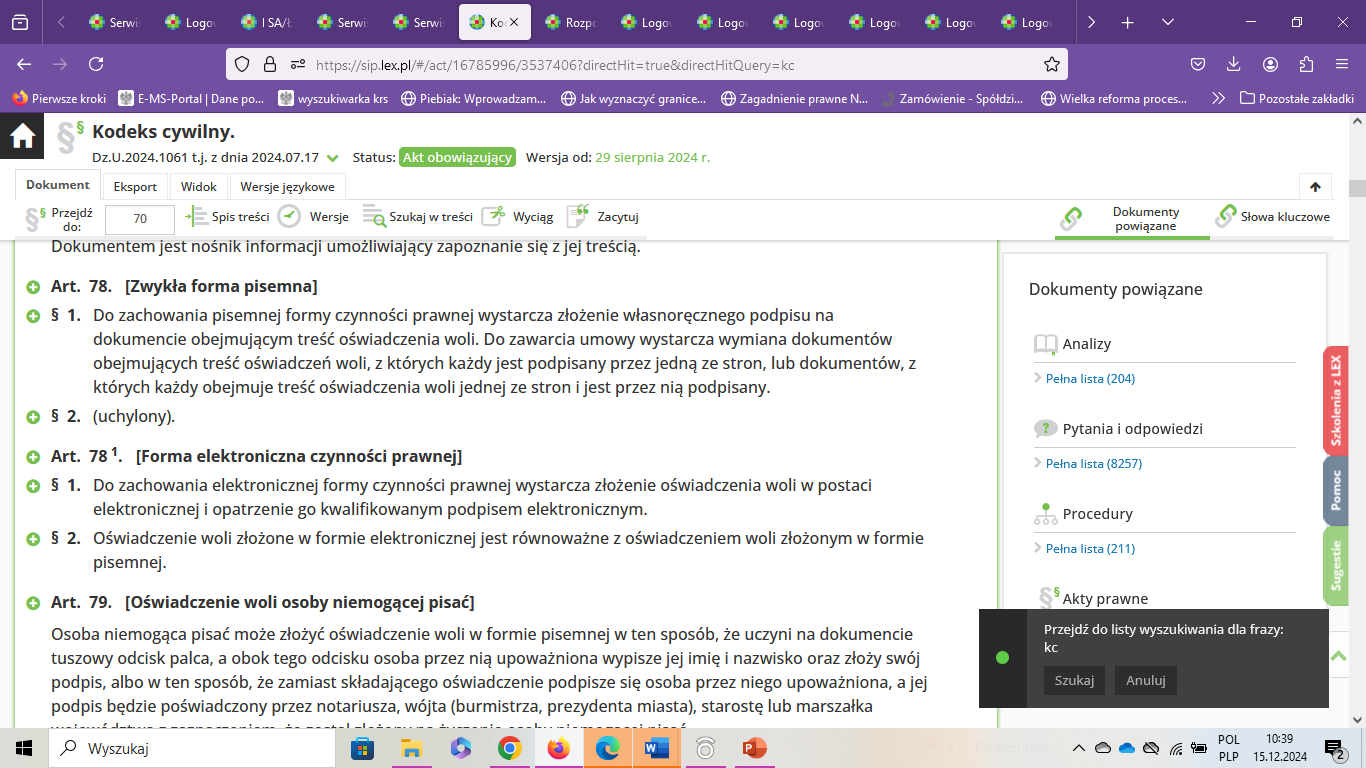 Serwis
Logov
I SA/Ł
Serwis
Serwis
Ko
Rozpo
Logov
Logov
Logov
Logov
Logov
Logov
https://sip.lex.pl/#/act/16785996/3537406?directHit=true&directHitQuery=kc
Pierwsze kroki
E-MS-Portal | Dane po...
wyszukiwarka krs
Piebiak: Wprowadzam...
Jak wyznaczyć granice...
Zagadnienie prawne N...
Zamówienie - Spółdzi...
Wielka reforma proces...
Pozostałe zakładki
Kodeks cywilny.
Dz.U.2024.1061 t.j. z dnia 2024.07.17 Status: Akt obowiązujący Wersja od: 29 sierpnia 2024 r.
Dokument Eksport Widok Wersje językowe
Przejdź do: 70 Spis treści Wersje Szukaj w treści Wyciąg Zacytuj Dokumenty powiązane Słowa kluczowe
Dokumentem jest nośnik informacji umożliwiający zapoznanie się z jej treścią.
Art. 78. [Zwykła forma pisemna]
§ 1. Do zachowania pisemnej formy czynności prawnej wystarcza złożenie własnoręcznego podpisu na
dokumencie obejmującym treść oświadczenia woli. Do zawarcia umowy wystarcza wymiana dokumentów
obejmujących treść oświadczeń woli, z których każdy jest podpisany przez jedną ze stron, lub dokumentów, z
których każdy obejmuje treść oświadczenia woli jednej ze stron i jest przez nią podpisany.
§ 2. (uchylony).
Art. 78 1. [Forma elektroniczna czynności prawnej]
§ 1. Do zachowania elektronicznej formy czynności prawnej wystarcza złożenie oświadczenia woli w postaci
elektronicznej i opatrzenie go kwalifikowanym podpisem elektronicznym.
§ 2. Oświadczenie woli złożone w formie elektronicznej jest równoważne z oświadczeniem woli złożonym w formie
pisemnej.
Art. 79. [Oświadczenie woli osoby niemogącej pisać]
Osoba niemogąca pisać może złożyć oświadczenie woli w formie pisemnej w ten sposób, że uczyni na dokumencie
tuszowy odcisk palca, a obok tego odcisku osoba przez nią upoważniona wypisze jej imię i nazwisko oraz złoży swój
podpis, albo w ten sposób, że zamiast składającego oświadczenie podpisze się osoba przez niego upoważniona, a jej
podpis będzie poświadczony przez notariusza, wójta (burmistrza, prezydenta miasta), starostę lub marszałka
województwa z zaznaczeniem, że został złożony na życzenie osoby niemogącej pisać.
Dokumenty powiązane
Analizy
Pełna lista (204)
Pytania i odpowiedzi
Pełna lista (8257)
Procedury
Pełna lista (211)
Akty prawne
Szkolenia z LEX
Pomoc
Sugestie
Przejdź do listy wyszukiwania dla frazy:
kc
Szukaj Anuluj
Wyszukaj
POL
PLP
10:39
15.12.2024
2